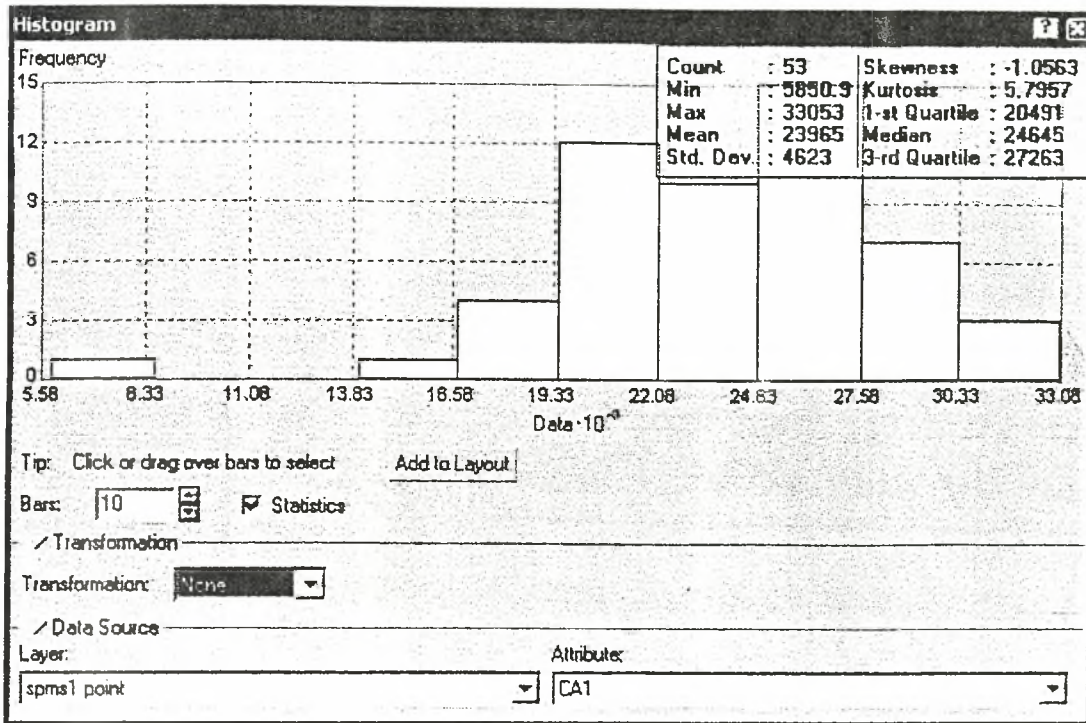 Histogram
Frequency
Count : 53 Skewness : -1.0563
Min : 5850.9 Kurtosis : 5.7957
Max : 33053 1-st Quartile : 20491
Mean : 23965 Median : 24645
Std. Dev. : 4623 3-rd Quartile : 27263
15
12
9
6
3
0
5.58 8.33 11.08 13.83 16.58 19.33 22.08 24.83 27.58 30.33 33.08
Data·10⁻³
Tip: Click or drag over bars to select Add to Layout
Bars: 10 Statistics
Transformation
Transformation: None
Data Source
Layer: Attribute:
spms1 point CA1